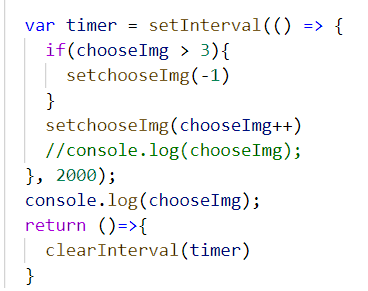 var timer = setInterval(() => {
if(chooseImg > 3){
setchooseImg(-1)
}
setchooseImg(chooseImg++)
//console.log(chooseImg);
}, 2000);
console.log(chooseImg);
return ()=>{
clearInterval(timer)
}